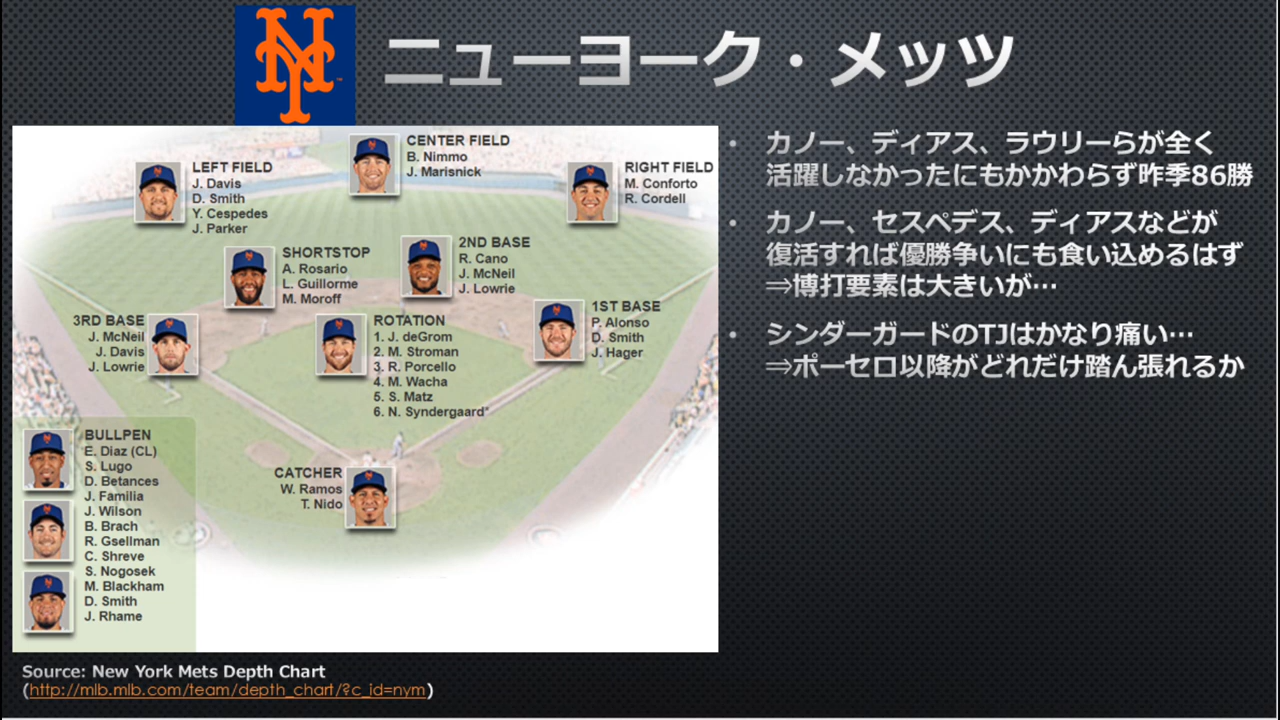 ニューヨーク・メッツ
LEFT FIELD
J. Davis
D. Smith
Y. Cespedes
J. Parker
CENTER FIELD
B. Nimmo
J. Marisnick
RIGHT FIELD
M. Conforto
R. Cordell
SHORTSTOP
A. Rosario
L. Guillorme
M. Moroff
2ND BASE
R. Cano
J. McNeil
J. Lowrie
3RD BASE
J. McNeil
J. Davis
J. Lowrie
ROTATION
1. J. deGrom
2. M. Stroman
3. R. Porcello
4. M. Wacha
5. S. Matz
6. N. Syndergaard*
1ST BASE
P. Alonso
D. Smith
J. Hager
BULLPEN
E. Diaz (CL)
S. Lugo
D. Betances
J. Familia
J. Wilson
B. Brach
R. Gsellman
C. Shreve
S. Nogosek
M. Blackham
D. Smith
J. Rhame
CATCHER
W. Ramos
T. Nido
• カノー、ディアス、ラウリーらが全く
活躍しなかったにもかかわらず昨季86勝
• カノー、セスペデス、ディアスなどが
復活すれば優勝争いにも食い込めるはず
⇒博打要素は大きいが…
• シンダーガードのTJはかなり痛い…
⇒ポーセロ以降がどれだけ踏ん張れるか
Source: New York Mets Depth Chart
(http://mlb.mlb.com/team/depth_chart/?c_id=nym)